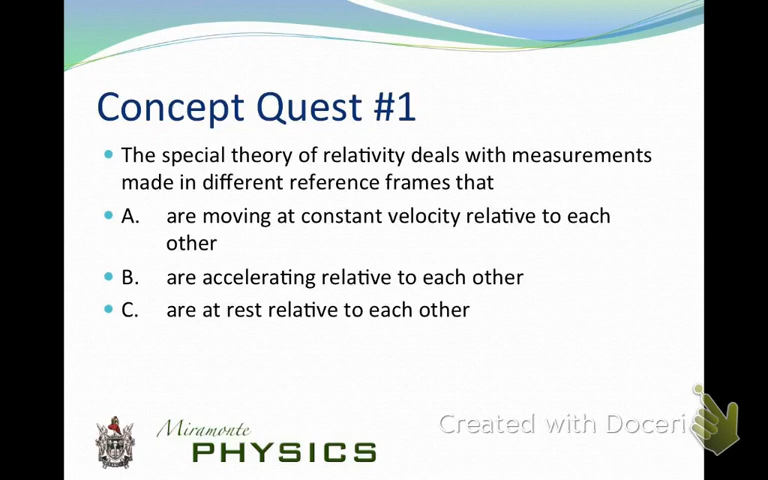 Concept Quest #1
• The special theory of relativity deals with measurements
made in different reference frames that
• A. are moving at constant velocity relative to each
other
• B. are accelerating relative to each other
• C. are at rest relative to each other
Miramonte
PHYSICS
Created with Doceri